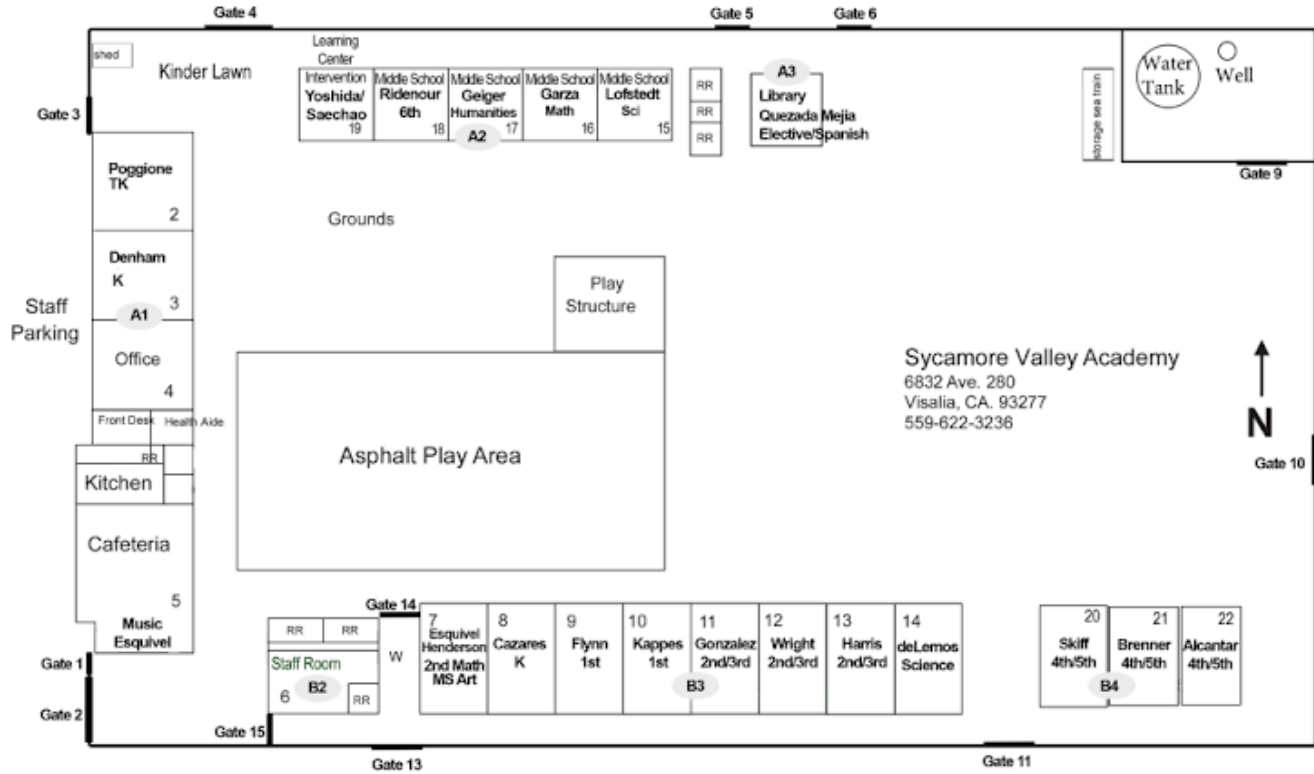 Gate 4
Gate 5
Gate 6
shed
Kinder Lawn
Learning
Center
Intervention
Yoshida/
Saechao
19
Middle School
Ridenour
6th
18
Middle School
Geiger
Humanities
17
A2
Middle School
Garza
Math
16
Middle School
Lofstedt
Sci
15
RR
RR
RR
A3
Library
Quezada Mejia
Elective/Spanish
storage sea train
Water
Tank
Well
Gate 9
Gate 3
Poggione
TK
2
Denham
K
3
A1
Staff
Parking
Office
4
Front Desk
Health Aide
RR
Kitchen
Cafeteria
5
Music
Esquivel
Grounds
Play
Structure
Asphalt Play Area
Sycamore Valley Academy
6832 Ave. 280
Visalia, CA. 93277
559-622-3236
N
Gate 10
Gate 1
Gate 2
RR
RR
Staff Room
6
B2
RR
Gate 15
Gate 14
W
Gate 13
7
Esquivel
Henderson
2nd Math
MS Art
8
Cazares
K
9
Flynn
1st
10
Kappes
1st
11
Gonzalez
2nd/3rd
B3
12
Wright
2nd/3rd
13
Harris
2nd/3rd
14
deLemos
Science
20
Skiff
4th/5th
21
Brenner
4th/5th
B4
22
Alcantar
4th/5th
Gate 11